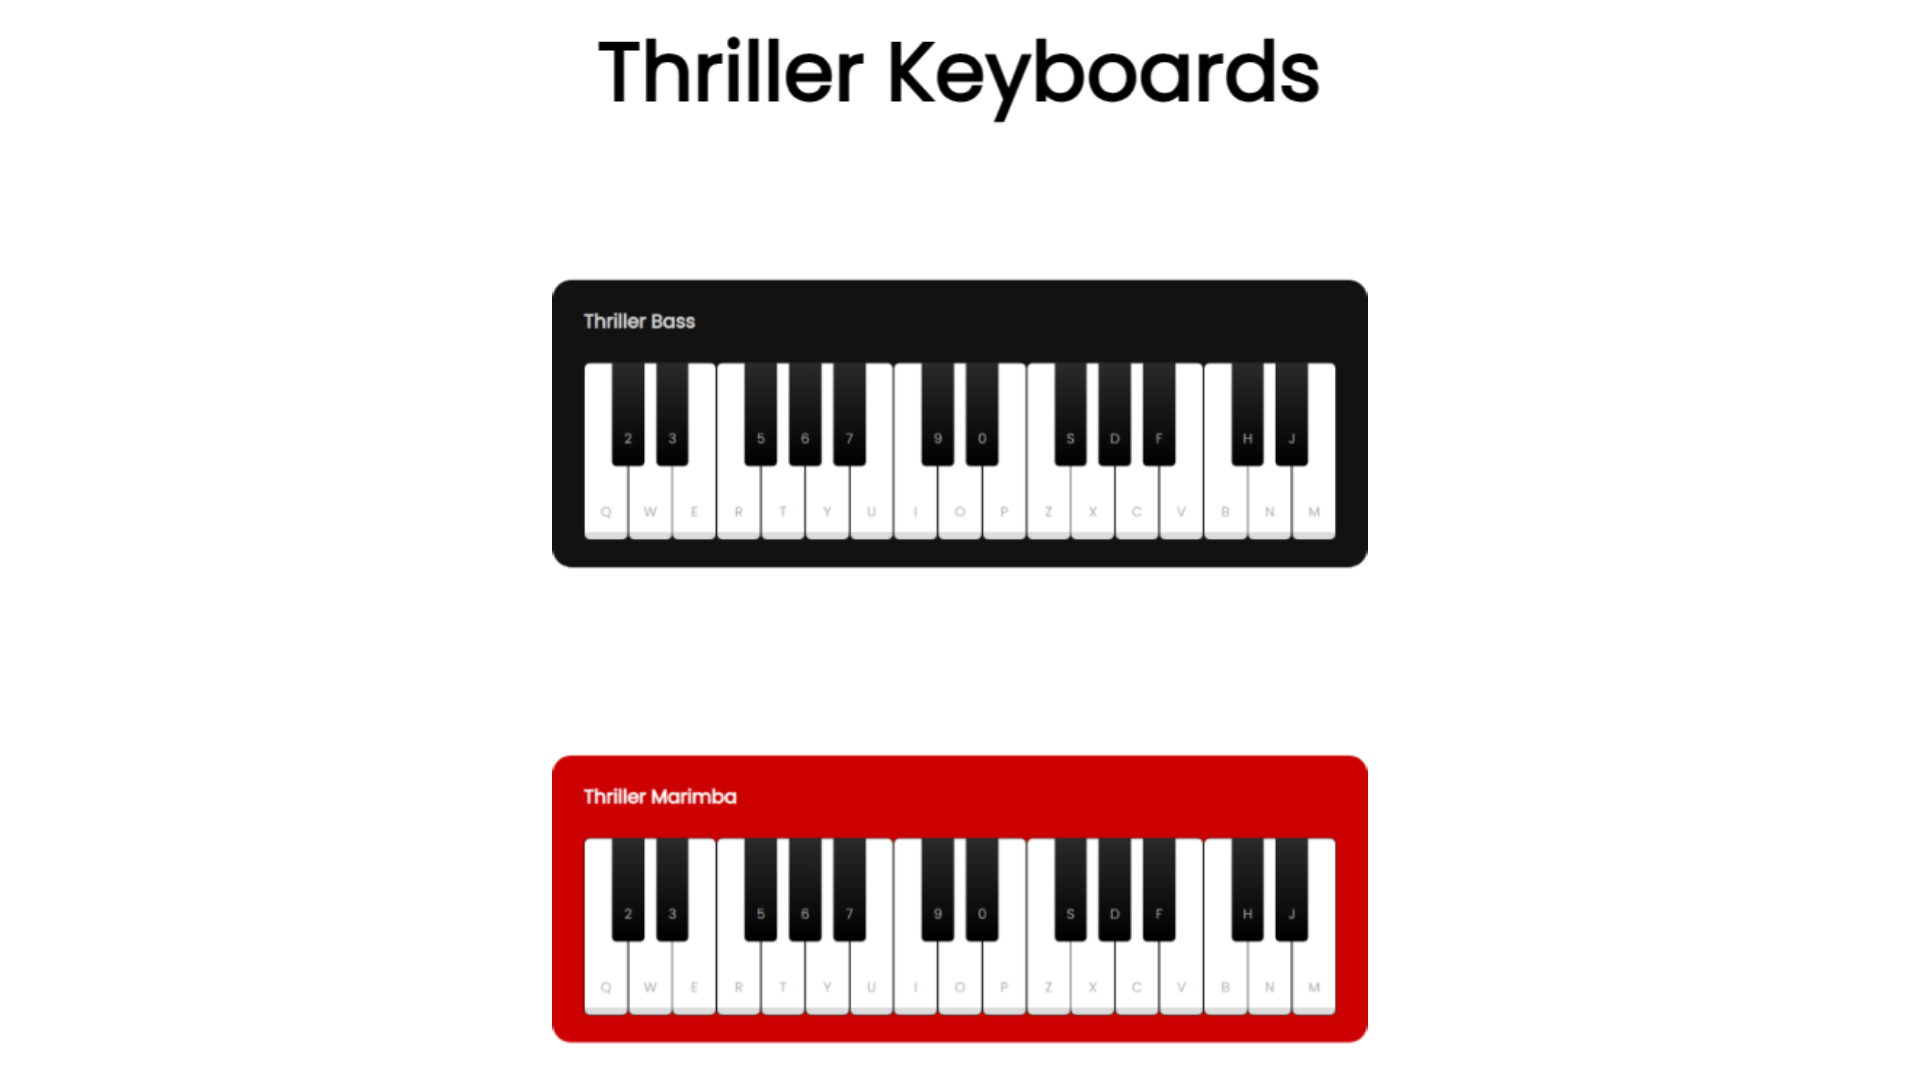 Thriller Keyboards
Thriller Bass
2 3 5 6 7 9 0 S D F H J
Q W E R T Y U I O P Z X C V B N M
Thriller Marimba
2 3 5 6 7 9 0 S D F H J
Q W E R T Y U I O P Z X C V B N M